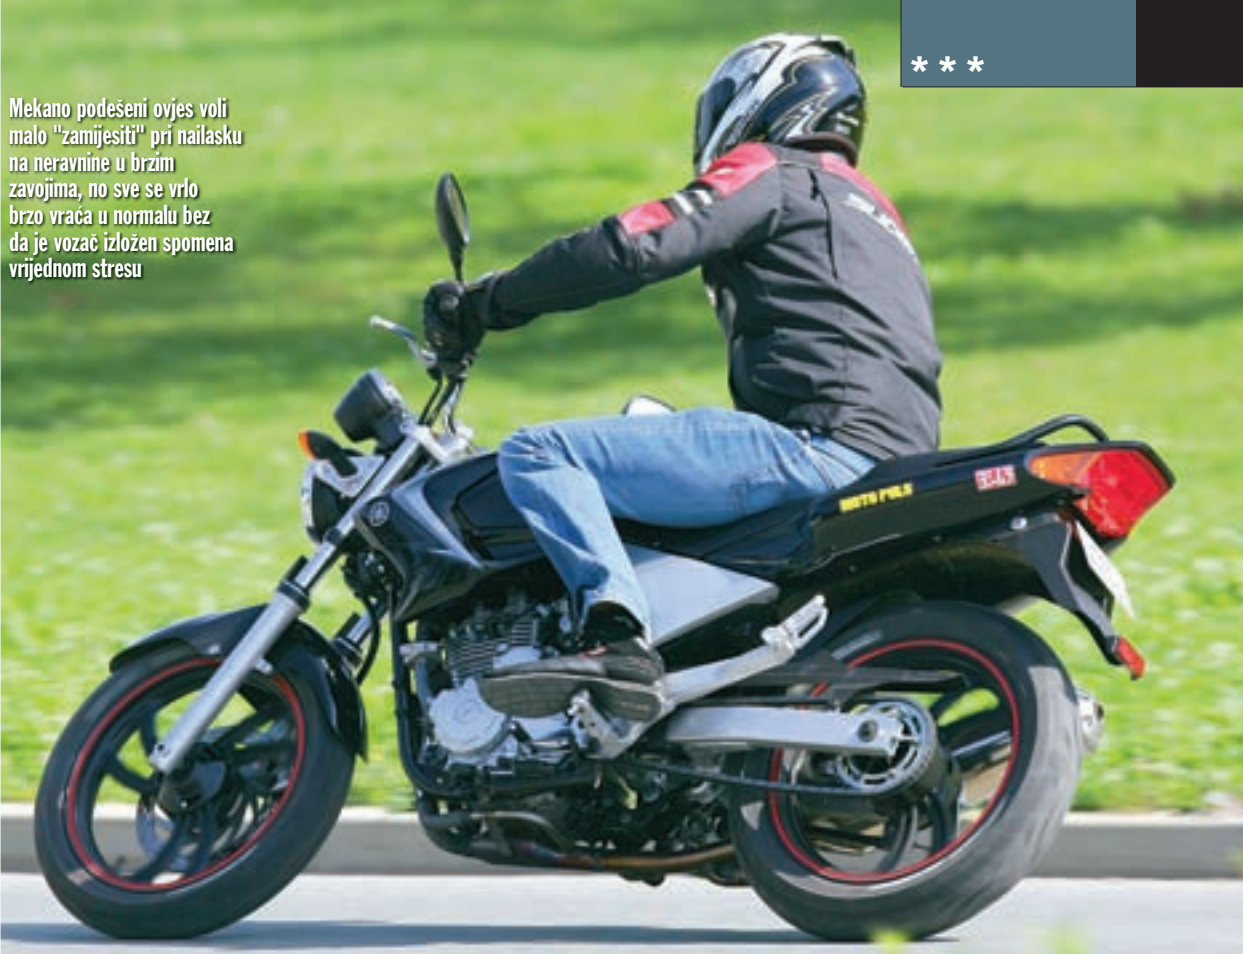 * * *
Mekano podešeni ovjes voli
malo "zamijesiti" pri nailasku
na neravnine u brzim
zavojima, no sve se vrlo
brzo vraća u normalu bez
da je vozač izložen spomena
vrijednom stresu
MOTO PULS